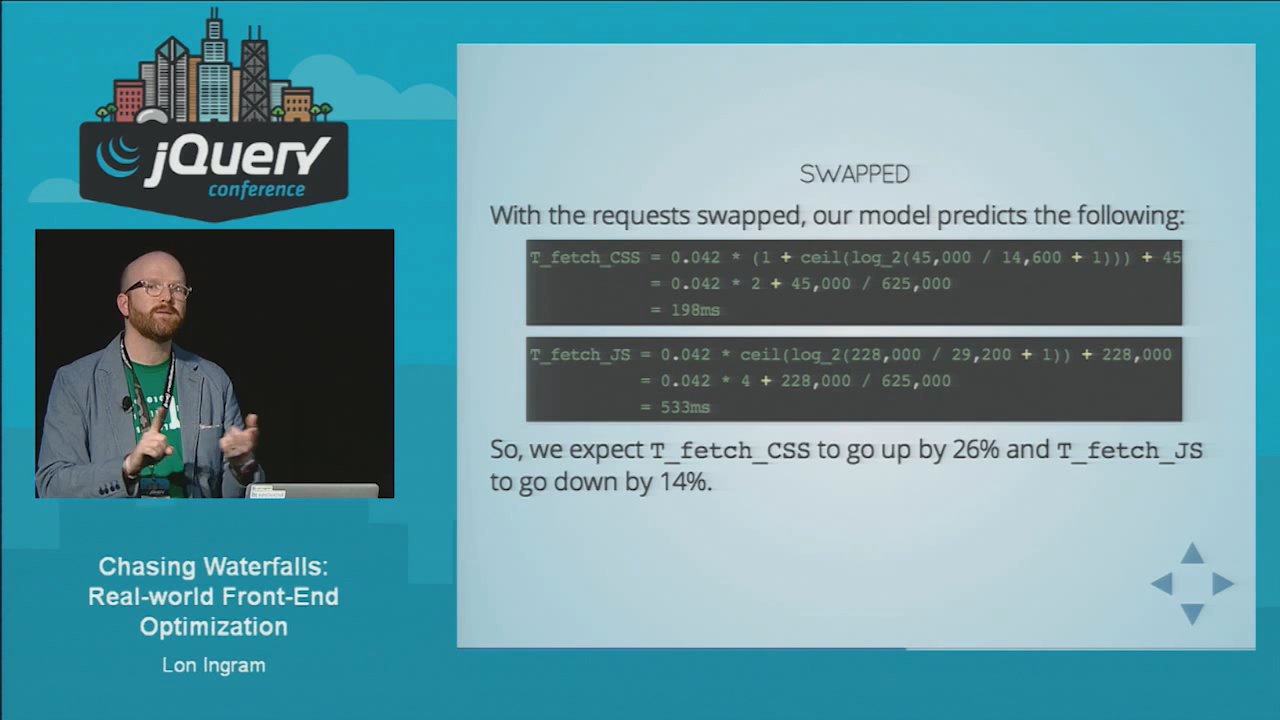 jQuery
conference
Chasing Waterfalls:
Real-world Front-End
Optimization
Lon Ingram
SWAPPED
With the requests swapped, our model predicts the following:
T_fetch_CSS = 0.042 * (1 + ceil(log_2(45,000 / 14,600 + 1))) + 45
= 0.042 * 2 + 45,000 / 625,000
= 198ms
T_fetch_JS = 0.042 * ceil(log_2(228,000 / 29,200 + 1)) + 228,000
= 0.042 * 4 + 228,000 / 625,000
= 533ms
So, we expect T_fetch_CSS to go up by 26% and T_fetch_JS
to go down by 14%.